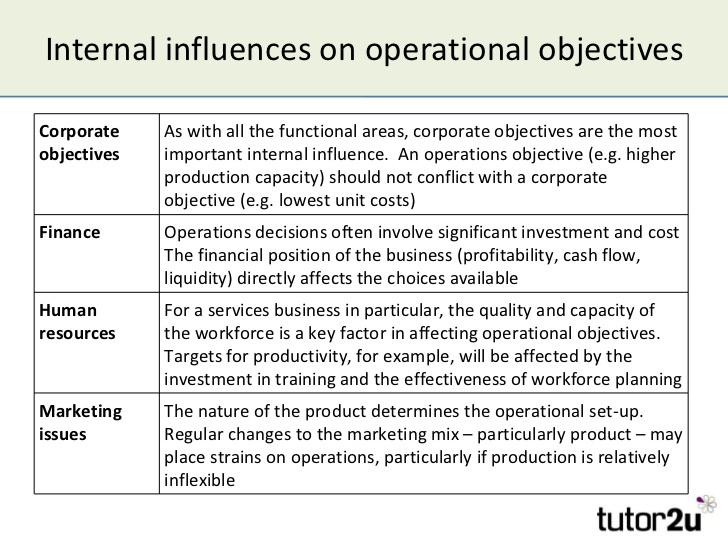 Internal influences on operational objectives
Corporate
objectives
As with all the functional areas, corporate objectives are the most
important internal influence.  An operations objective (e.g. higher
production capacity) should not conflict with a corporate
objective (e.g. lowest unit costs)
Finance
Operations decisions often involve significant investment and cost
The financial position of the business (profitability, cash flow,
liquidity) directly affects the choices available
Human
resources
For a services business in particular, the quality and capacity of
the workforce is a key factor in affecting operational objectives.
Targets for productivity, for example, will be affected by the
investment in training and the effectiveness of workforce planning
Marketing
issues
The nature of the product determines the operational set-up.
Regular changes to the marketing mix – particularly product – may
place strains on operations, particularly if production is relatively
inflexible
tutor2u